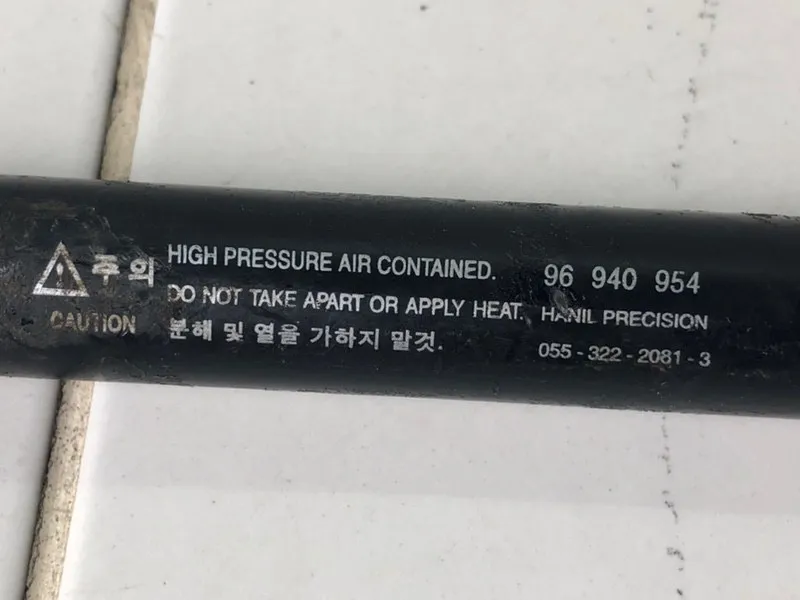 주의
CAUTION
HIGH PRESSURE AIR CONTAINED.
DO NOT TAKE APART OR APPLY HEAT.
분해 및 열을 가하지 말것.
96 940 954
HANIL PRECISION
055-322-2081-3